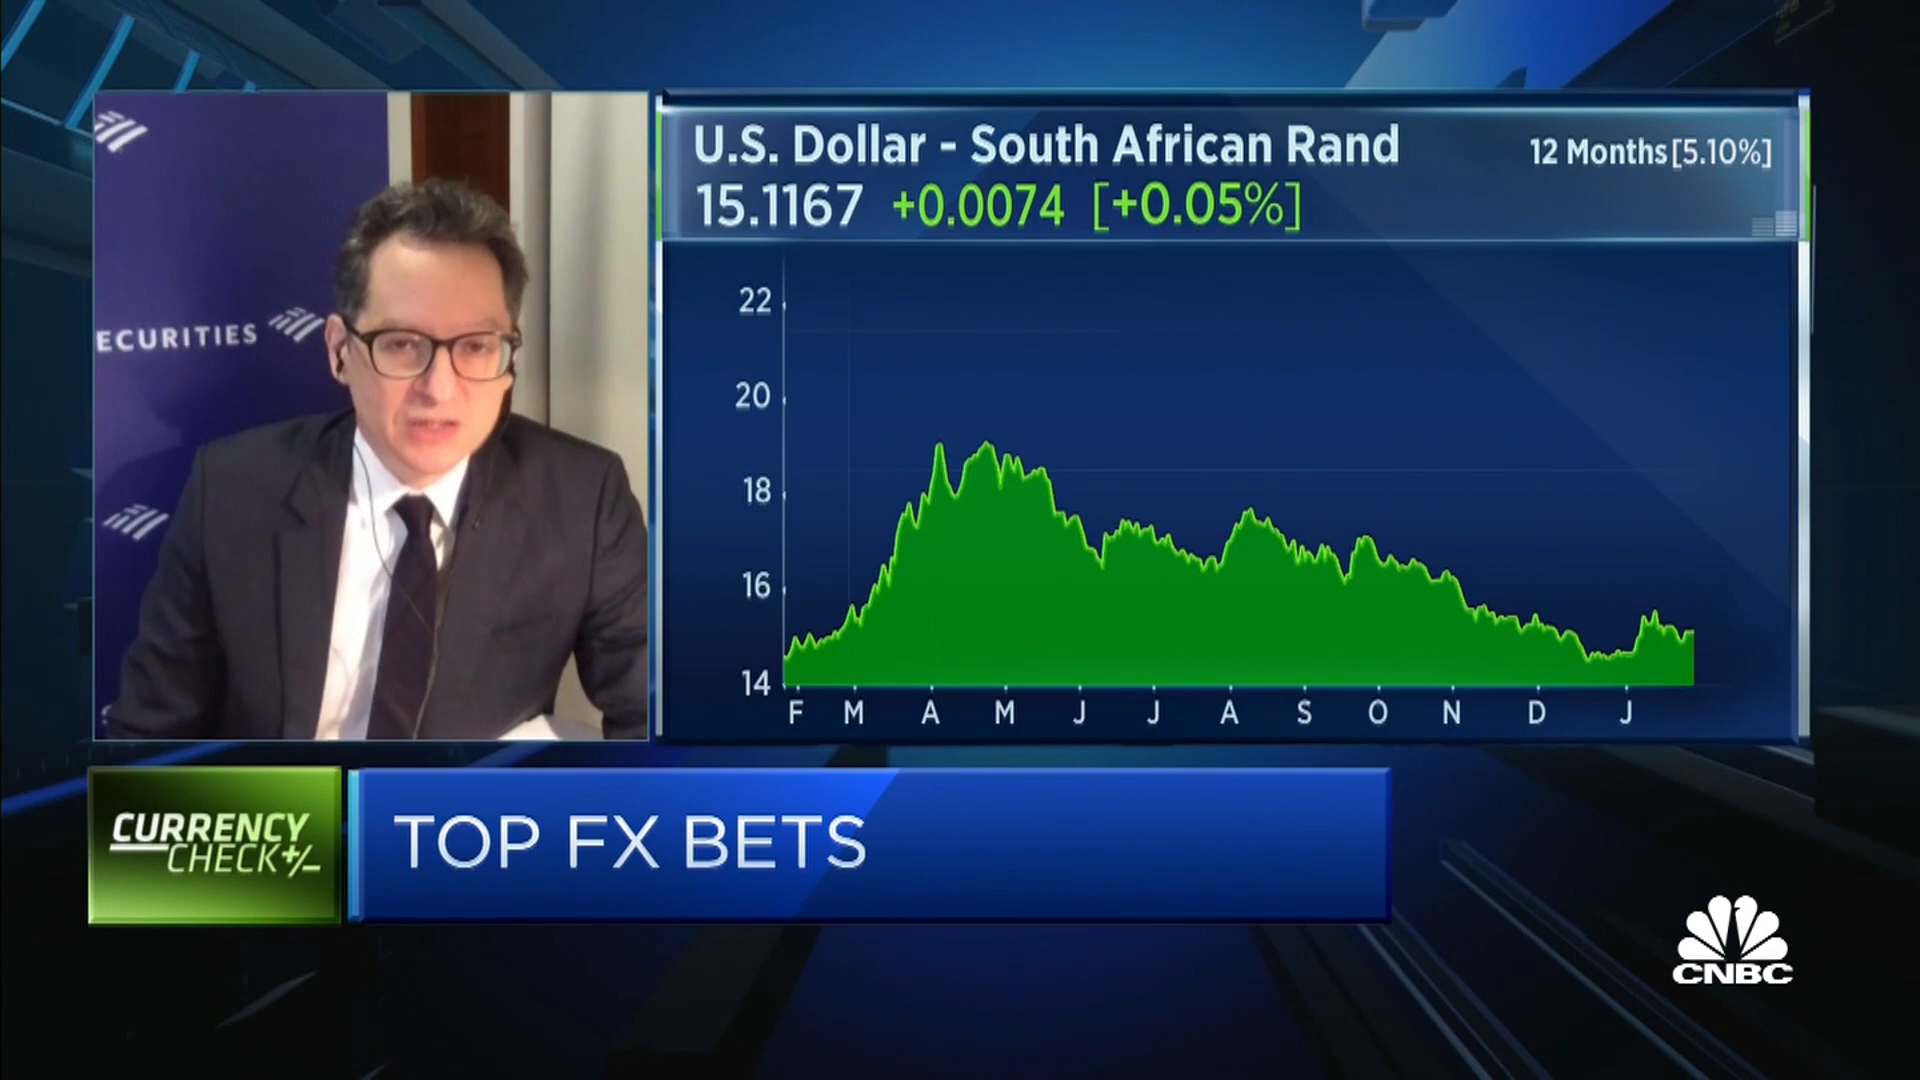 ECURITIES
U.S. Dollar - South African Rand
12 Months [5.10%]
15.1167 +0.0074 [+0.05%]
22
20
18
16
14
F M A M J J A S O N D J
CURRENCY
CHECK+/-
TOP FX BETS
CNBC